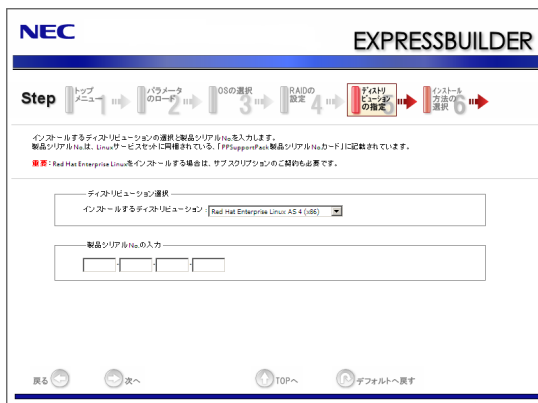 NEC
EXPRESSBUILDER
Step
トップメニュー 1
パラメータのロード 2
OSの選択 3
RAIDの設定 4
ディストリビューションの指定 5
インストール方法の選択 6
インストールするディストリビューションの選択と製品シリアルNo.を入力します。
製品シリアルNo.は、Linuxサービスセットに同梱されている、「PPSupportPack製品シリアルNo.カード」に記載されています。
重要：Red Hat Enterprise Linuxをインストールする場合は、サブスクリプションのご契約も必要です。
ディストリビューション選択
インストールするディストリビューション : Red Hat Enterprise Linux AS 4 (x86)
製品シリアルNo.の入力
- - -
戻る 次へ TOPへ デフォルトへ戻す